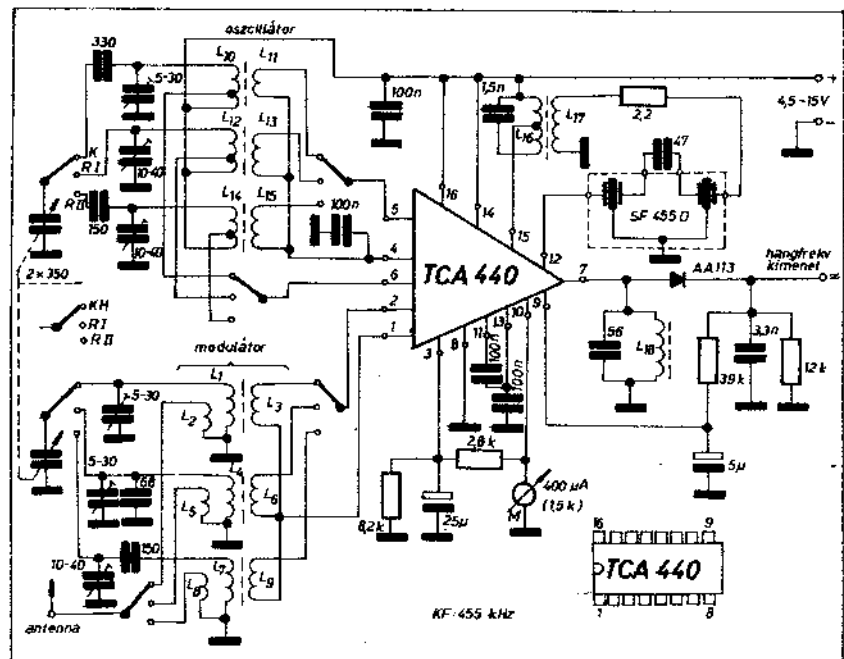 oszcillátor
330
5-30
L10
L11
100n
1,5n
L16
L17
2,2
+
4,5-15V
-
L12
L13
K
RI
RII
10-40
47
16
14
15
12
SF 455 D
L14
L15
150
10-40
100n
5
4
6
2
1
TCA 440
7
AA113
hangfrekv
kimenet
2×350
KH
RI
RII
modulátor
3
8
11
13
10
9
100n
100n
56
L18
39k
3,3n
12k
5-30
L1
L2
L3
2,8k
400 µA
(1,5 k)
M
5µ
5-30
L4
L5
L6
8,2k
25µ
10-40
150
L7
L8
L9
antenna
KF: 455 kHz
16
9
TCA 440
1
8